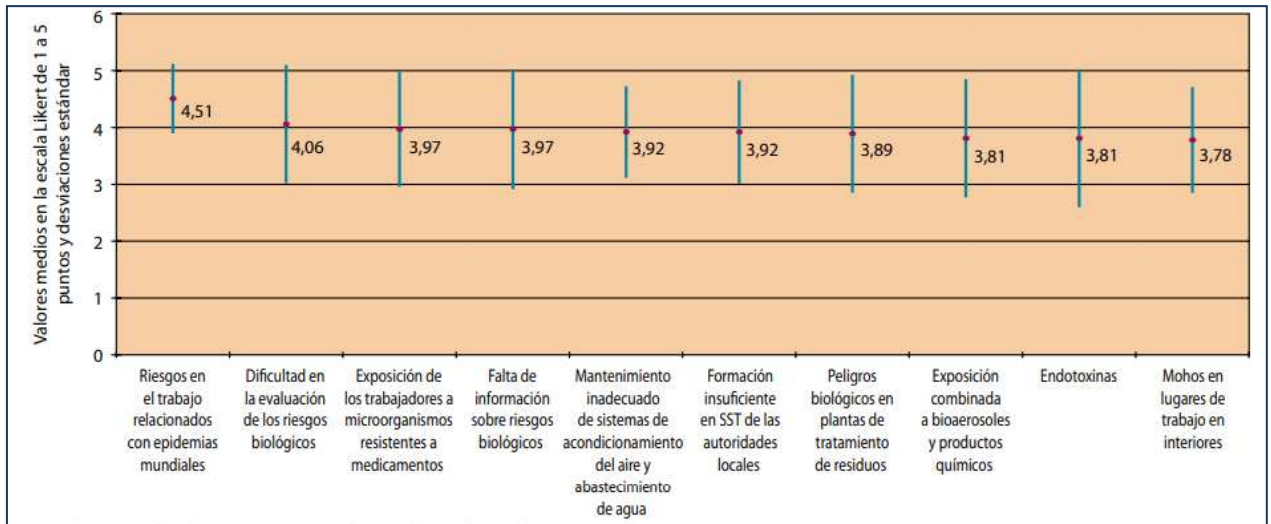 Valores medios en la escala Likert de 1 a 5
puntos y desviaciones estándar
6
5
4
3
2
1
0
4,51
4,06
3,97
3,97
3,92
3,92
3,89
3,81
3,81
3,78
Riesgos en
el trabajo
relacionados
con epidemias
mundiales
Dificultad en
la evaluación
de los riesgos
biológicos
Exposición de
los trabajadores a
microorganismos
resistentes a
medicamentos
Falta de
información
sobre riesgos
biológicos
Mantenimiento
inadecuado
de sistemas de
acondicionamiento
del aire y
abastecimiento
de agua
Formación
insuficiente
en SST de las
autoridades
locales
Peligros
biológicos en
plantas de
tratamiento
de residuos
Exposición
combinada
a bioaerosoles
y productos
químicos
Endotoxinas
Mohos en
lugares de
trabajo en
interiores